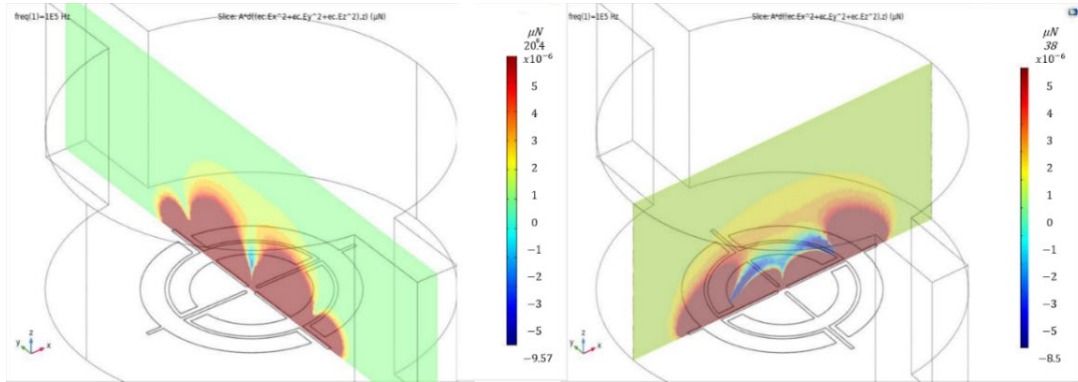 freq(1)=1E5 Hz
Slice: A*d((ec.Ex^2+ec.Ey^2+ec.Ez^2),z) (μN)
μN
20.4
x10⁻⁶
5
4
3
2
1
0
−1
−2
−3
−5
−9.57
y z x
freq(1)=1E5 Hz
Slice: A*d((ec.Ex^2+ec.Ey^2+ec.Ez^2),z) (μN)
μN
38
x10⁻⁶
5
4
3
2
1
0
−1
−2
−3
−5
−8.5
y z x